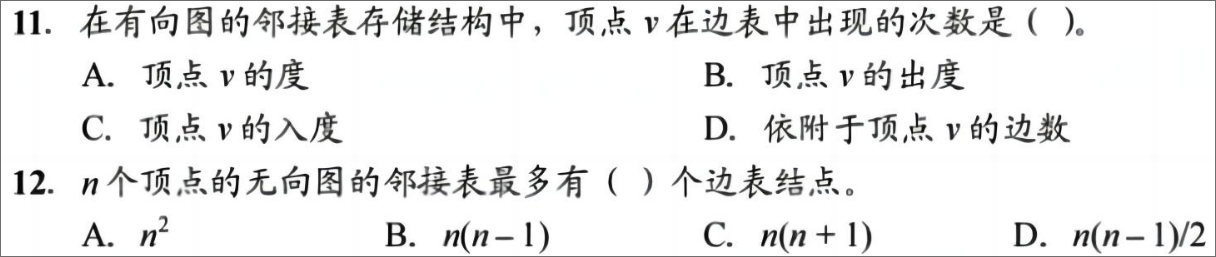 11. 在有向图的邻接表存储结构中，顶点 v 在边表中出现的次数是（ ）。
A. 顶点 v 的度 B. 顶点 v 的出度
C. 顶点 v 的入度 D. 依附于顶点 v 的边数
12. n 个顶点的无向图的邻接表最多有（ ）个边表结点。
A. n² B. n(n－1) C. n(n + 1) D. n(n－1)/2